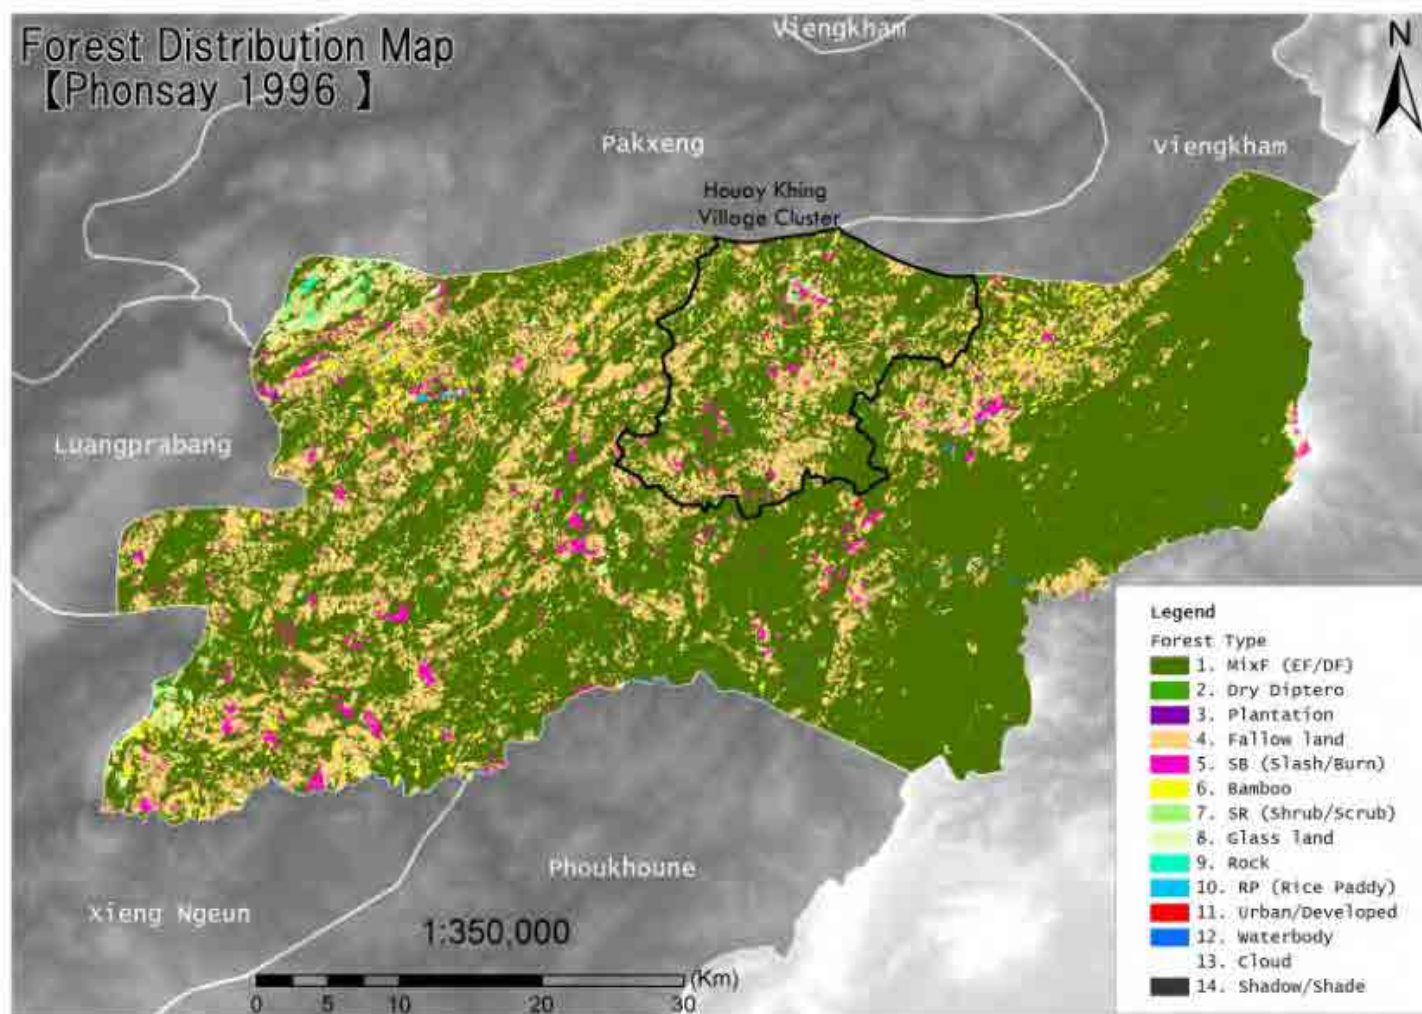 Forest Distribution Map
【Phonsay 1996 】
Viengkham
N
Pakxeng
Viengkham
Houay Khing
Village Cluster
Luangprabang
Phoukhoune
Xieng Ngeun
1:350,000
(Km)
0 5 10 20 30
Legend
Forest Type
1. MixF (EF/DF)
2. Dry Diptero
3. Plantation
4. Fallow land
5. SB (Slash/Burn)
6. Bamboo
7. SR (Shrub/Scrub)
8. Glass land
9. Rock
10. RP (Rice Paddy)
11. Urban/Developed
12. Waterbody
13. Cloud
14. Shadow/Shade